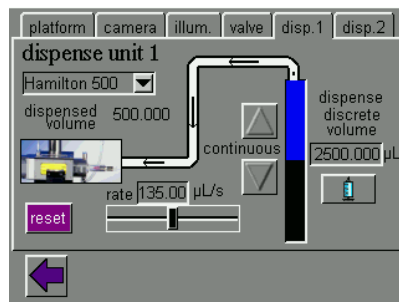 platform camera illum. valve disp.1 disp.2
dispense unit 1
Hamilton 500
dispensed volume 500.000
dispense discrete volume
continuous
2500.000 µL
rate 135.00 µL/s
reset